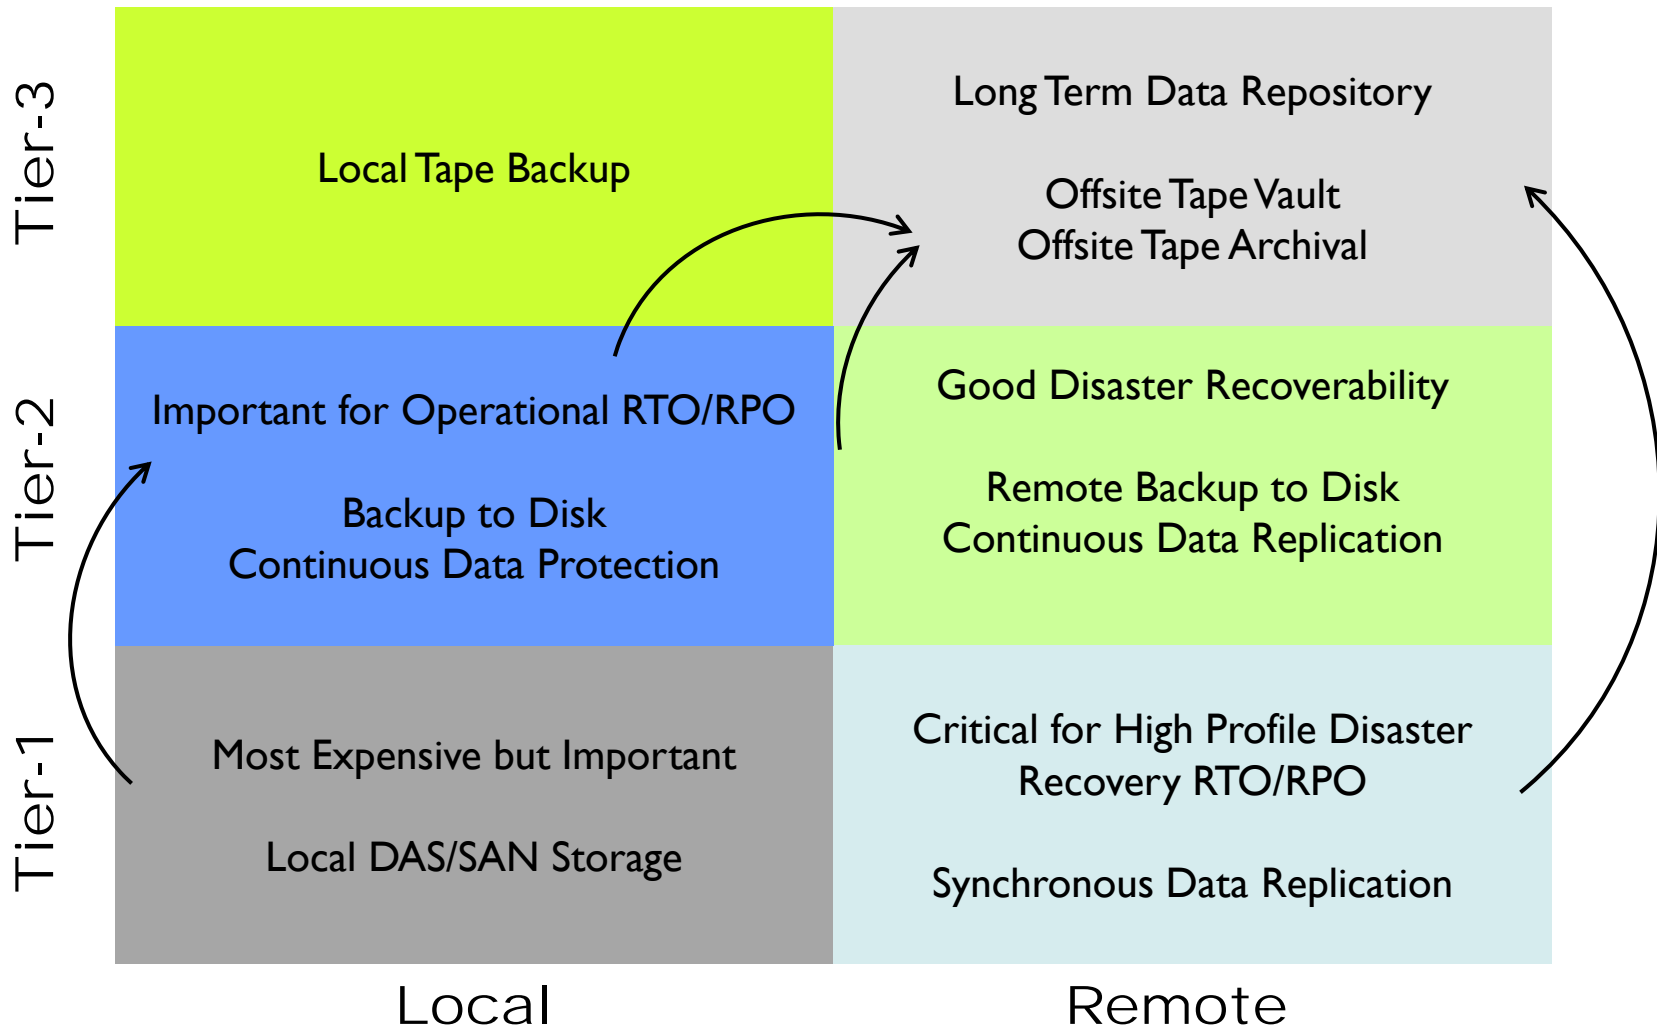 Tier-3
Local Tape Backup
Long Term Data Repository
Offsite Tape Vault
Offsite Tape Archival
Tier-2
Important for Operational RTO/RPO
Backup to Disk
Continuous Data Protection
Good Disaster Recoverability
Remote Backup to Disk
Continuous Data Replication
Tier-1
Most Expensive but Important
Local DAS/SAN Storage
Critical for High Profile Disaster
Recovery RTO/RPO
Synchronous Data Replication
Local
Remote